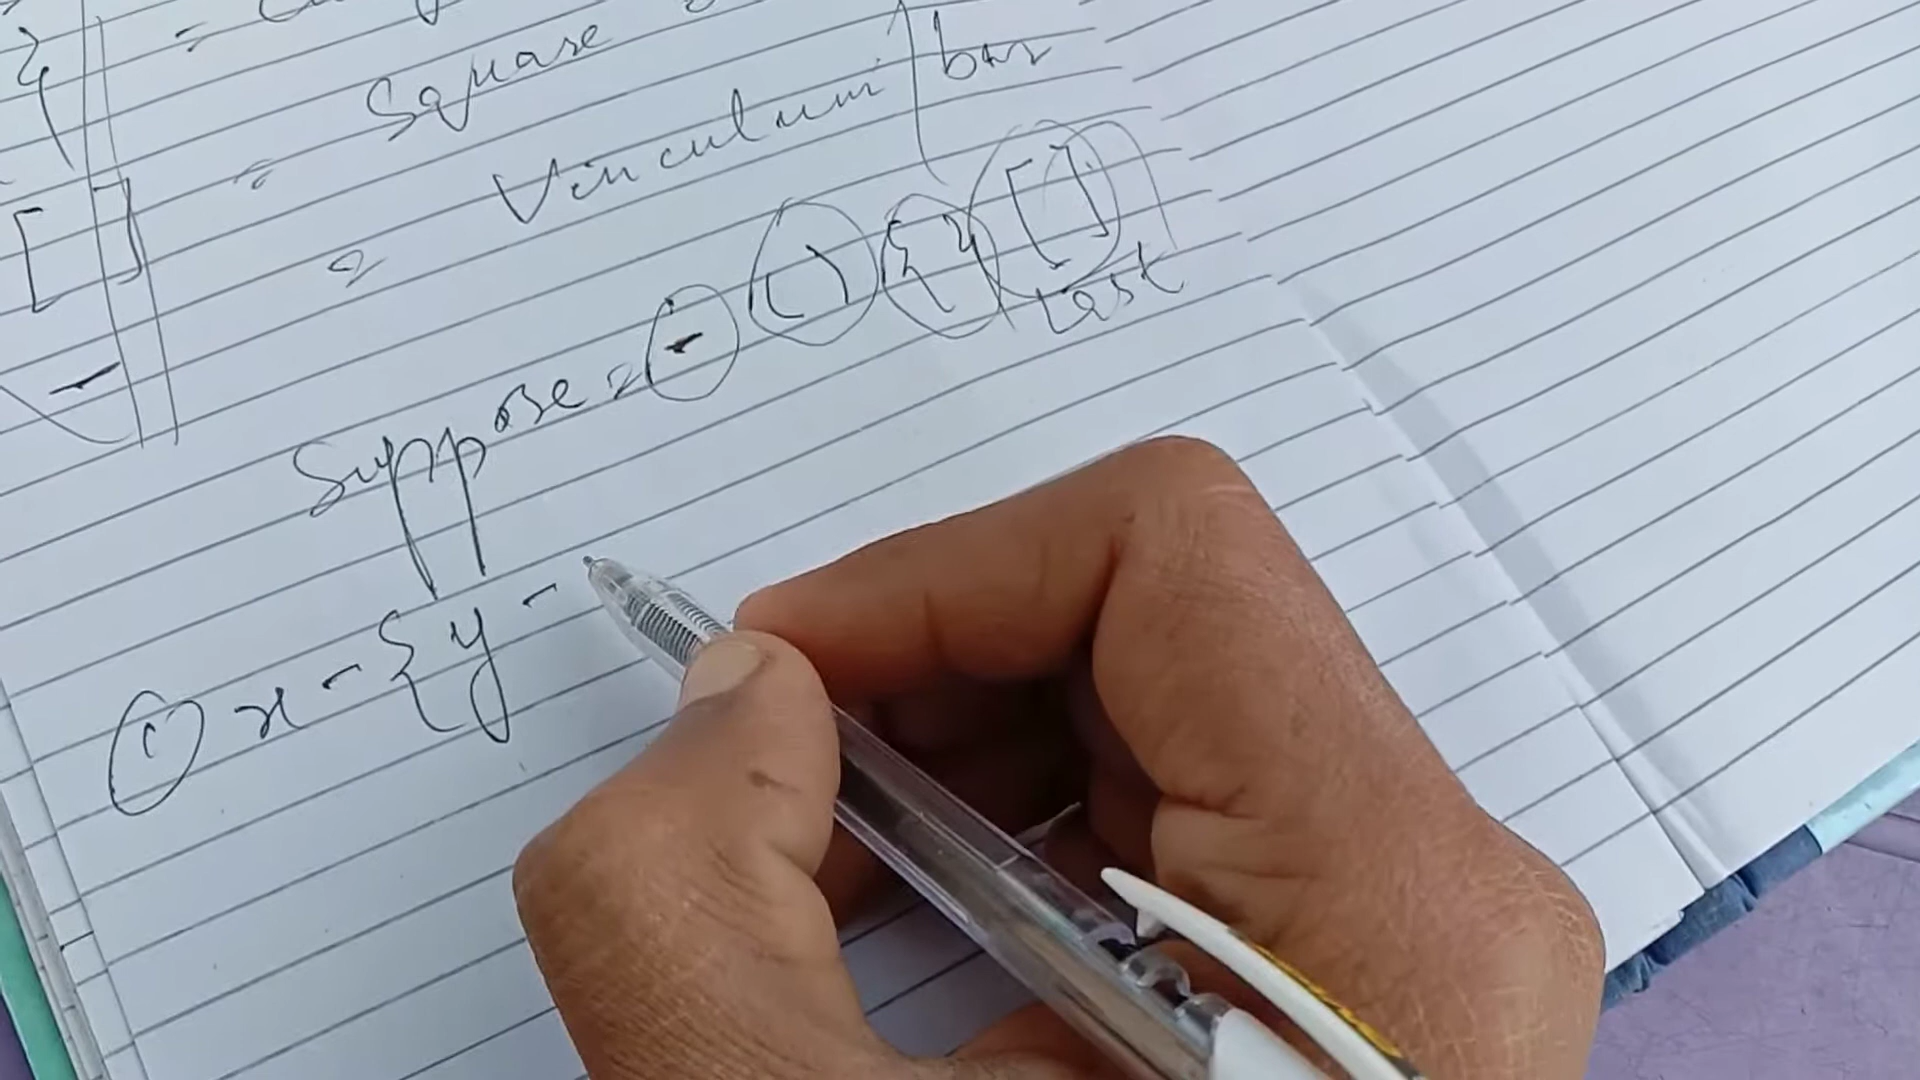 } =
[ ] = Square
- = Vinculum | bar
Suppose = - ( ) { } [ ]
Last
(1) x - { y -